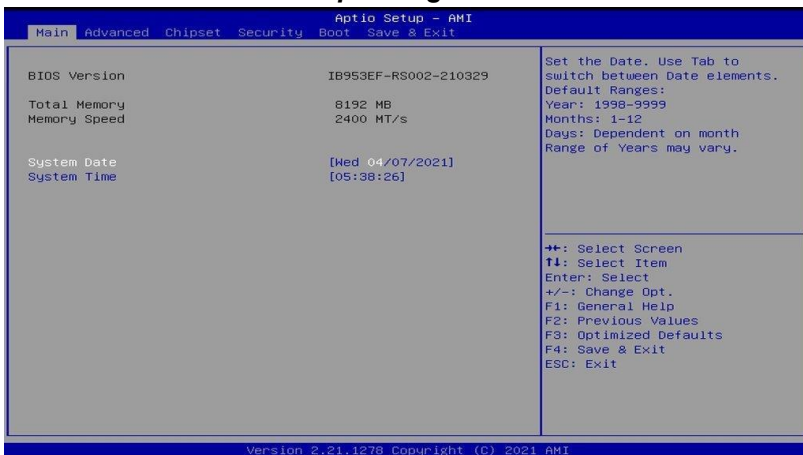 Aptio Setup – AMI
Main Advanced Chipset Security Boot Save & Exit
BIOS Version IB953EF-RS002-210329
Total Memory 8192 MB
Memory Speed 2400 MT/s
System Date [Wed 04/07/2021]
System Time [05:38:26]
Set the Date. Use Tab to
switch between Date elements.
Default Ranges:
Year: 1998-9999
Months: 1-12
Days: Dependent on month
Range of Years may vary.
→←: Select Screen
↑↓: Select Item
Enter: Select
+/-: Change Opt.
F1: General Help
F2: Previous Values
F3: Optimized Defaults
F4: Save & Exit
ESC: Exit
Version 2.21.1278 Copyright (C) 2021 AMI